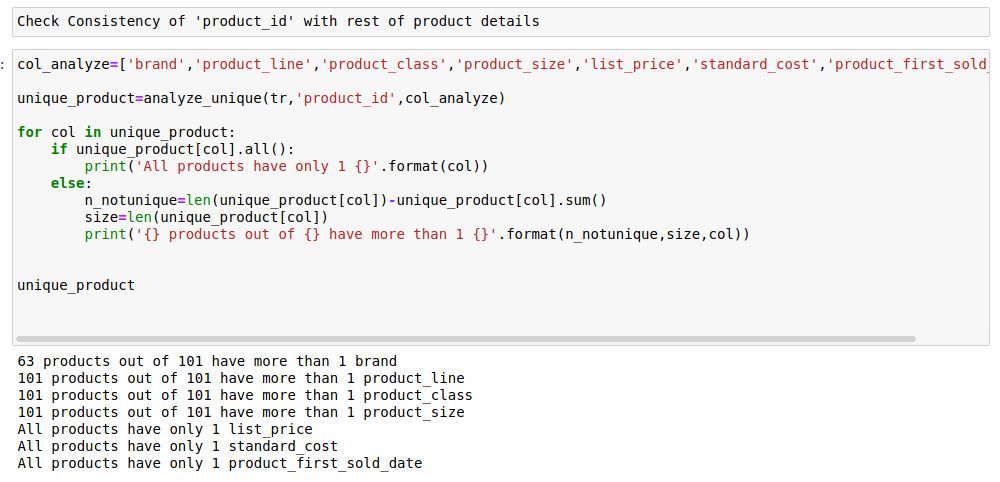 Check Consistency of 'product_id' with rest of product details
: col_analyze=['brand','product_line','product_class','product_size','list_price','standard_cost','product_first_sold_
unique_product=analyze_unique(tr,'product_id',col_analyze)
for col in unique_product:
    if unique_product[col].all():
        print('All products have only 1 {}'.format(col))
    else:
        n_notunique=len(unique_product[col])-unique_product[col].sum()
        size=len(unique_product[col])
        print('{} products out of {} have more than 1 {}'.format(n_notunique,size,col))
unique_product
63 products out of 101 have more than 1 brand
101 products out of 101 have more than 1 product_line
101 products out of 101 have more than 1 product_class
101 products out of 101 have more than 1 product_size
All products have only 1 list_price
All products have only 1 standard_cost
All products have only 1 product_first_sold_date